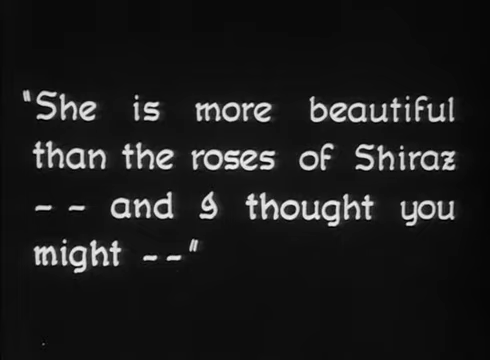 "She is more beautiful
than the roses of Shiraz
-- and I thought you
might --"